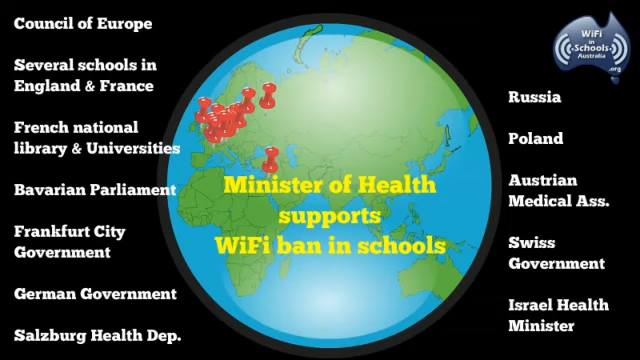 Council of Europe
Several schools in
England & France
French national
library & Universities
Bavarian Parliament
Frankfurt City
Government
German Government
Salzburg Health Dep.
Minister of Health
supports
WiFi ban in schools
WiFi
in
Schools
Australia
.org
Russia
Poland
Austrian
Medical Ass.
Swiss
Government
Israel Health
Minister